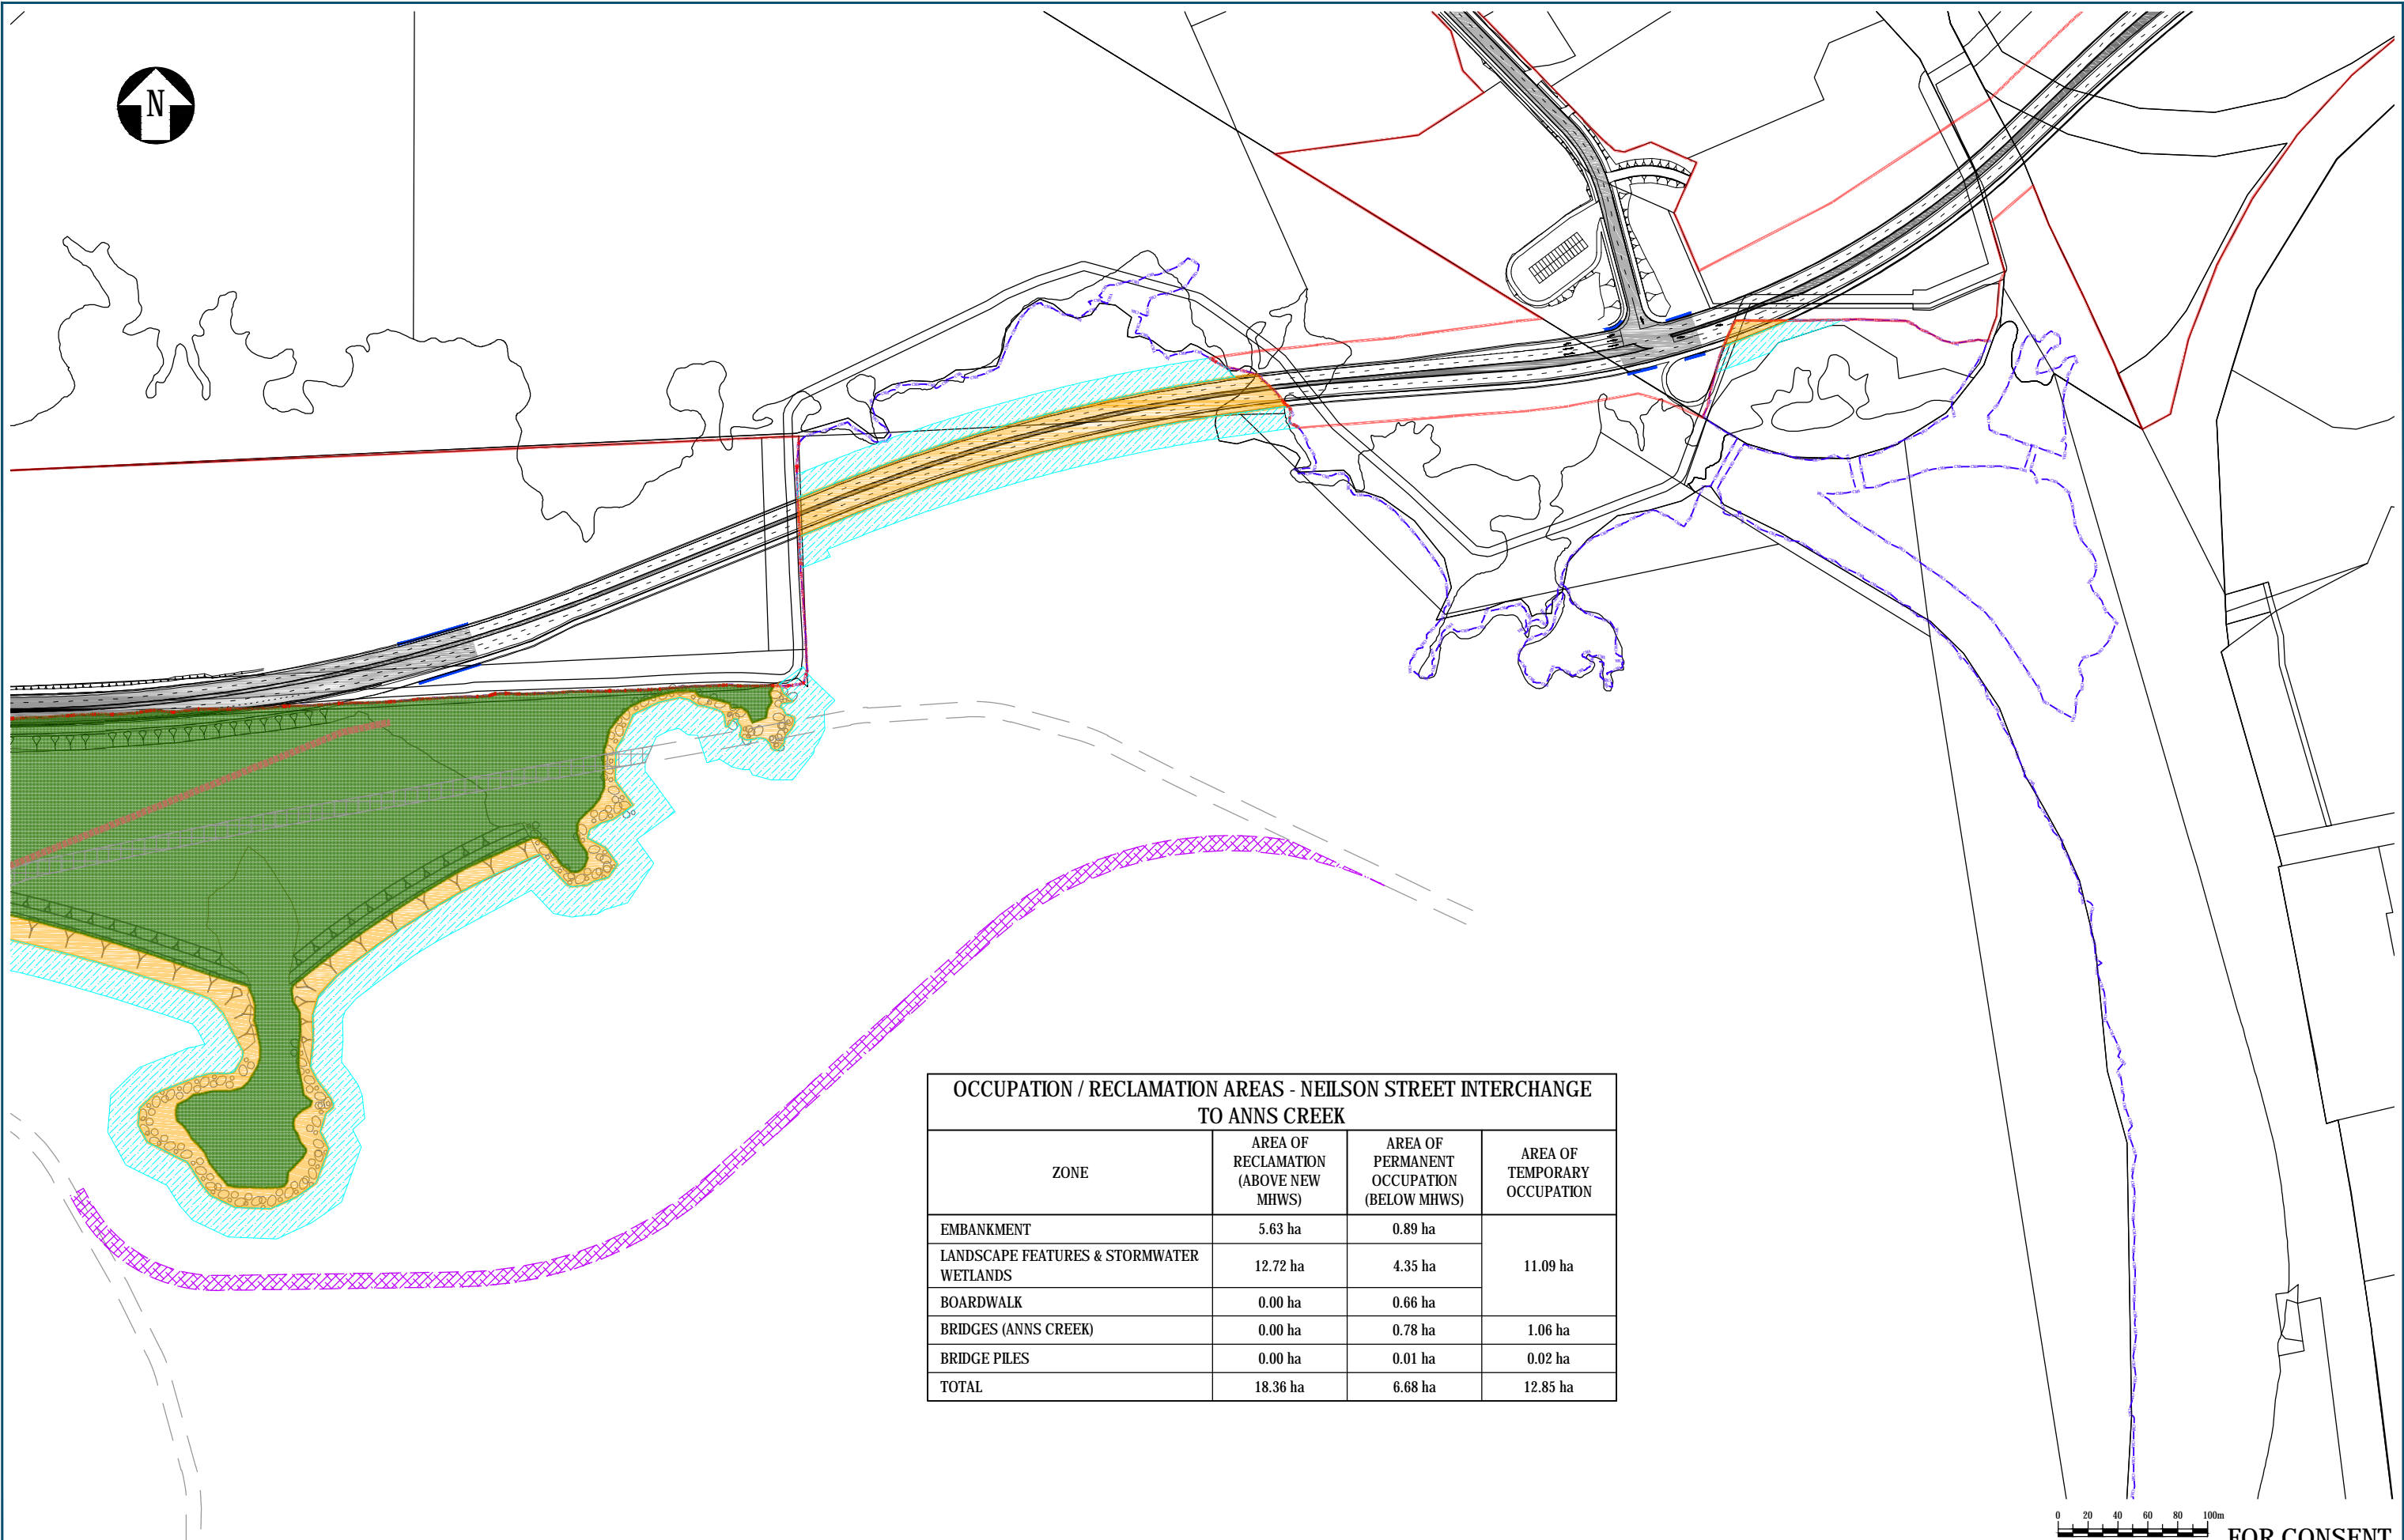 N
OCCUPATION / RECLAMATION AREAS - NEILSON STREET INTERCHANGE
TO ANNS CREEK
ZONE
AREA OF
RECLAMATION
(ABOVE NEW
MHWS)
AREA OF
PERMANENT
OCCUPATION
(BELOW MHWS)
AREA OF
TEMPORARY
OCCUPATION
EMBANKMENT 5.63 ha 0.89 ha
LANDSCAPE FEATURES & STORMWATER
WETLANDS 12.72 ha 4.35 ha 11.09 ha
BOARDWALK 0.00 ha 0.66 ha
BRIDGES (ANNS CREEK) 0.00 ha 0.78 ha 1.06 ha
BRIDGE PILES 0.00 ha 0.01 ha 0.02 ha
TOTAL 18.36 ha 6.68 ha 12.85 ha
0 20 40 60 80 100m
FOR CONSENT